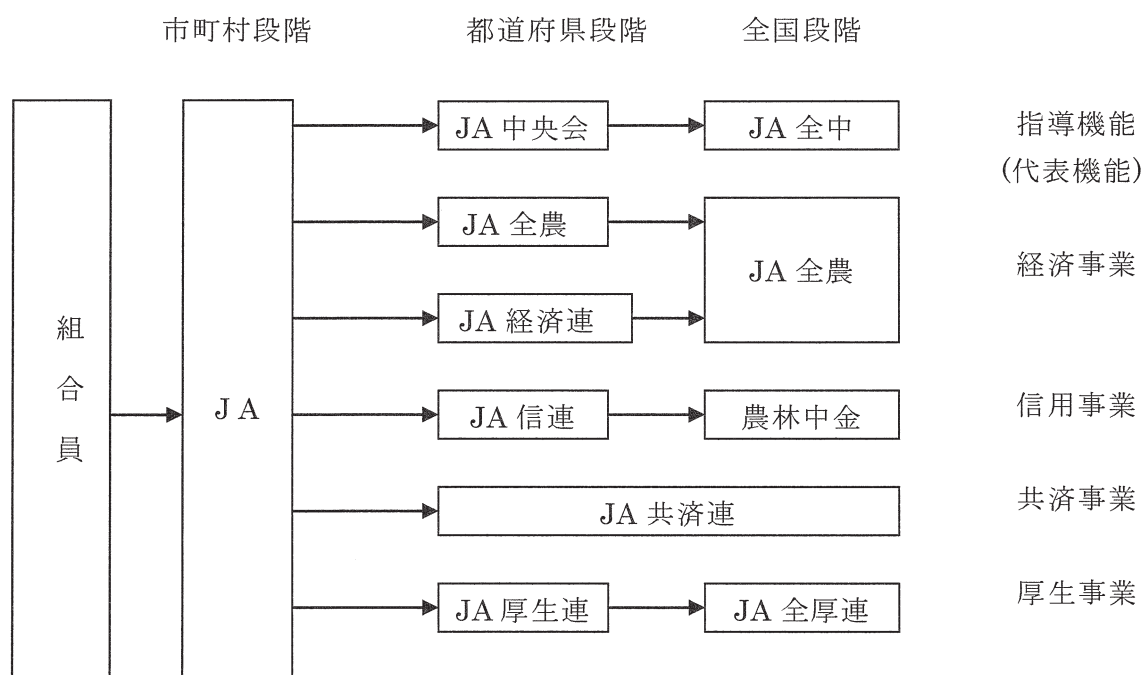 市町村段階 都道府県段階 全国段階
組合員
JA
JA 中央会
JA 全中
指導機能
(代表機能)
JA 全農
JA 経済連
JA 全農
経済事業
JA 信連
農林中金
信用事業
JA 共済連
共済事業
JA 厚生連
JA 全厚連
厚生事業